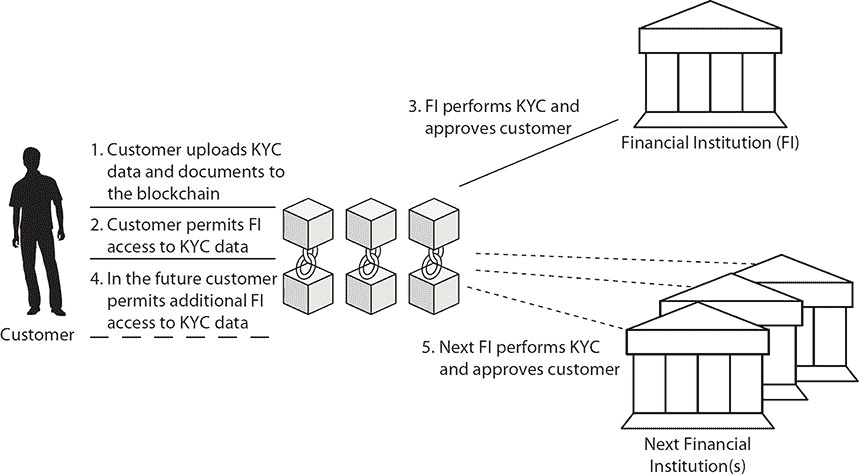 1. Customer uploads KYC
data and documents to
the blockchain
2. Customer permits FI
access to KYC data
4. In the future customer
permits additional FI
access to KYC data
Customer
3. FI performs KYC and
approves customer
Financial Institution (FI)
5. Next FI performs KYC
and approves customer
Next Financial
Institution(s)